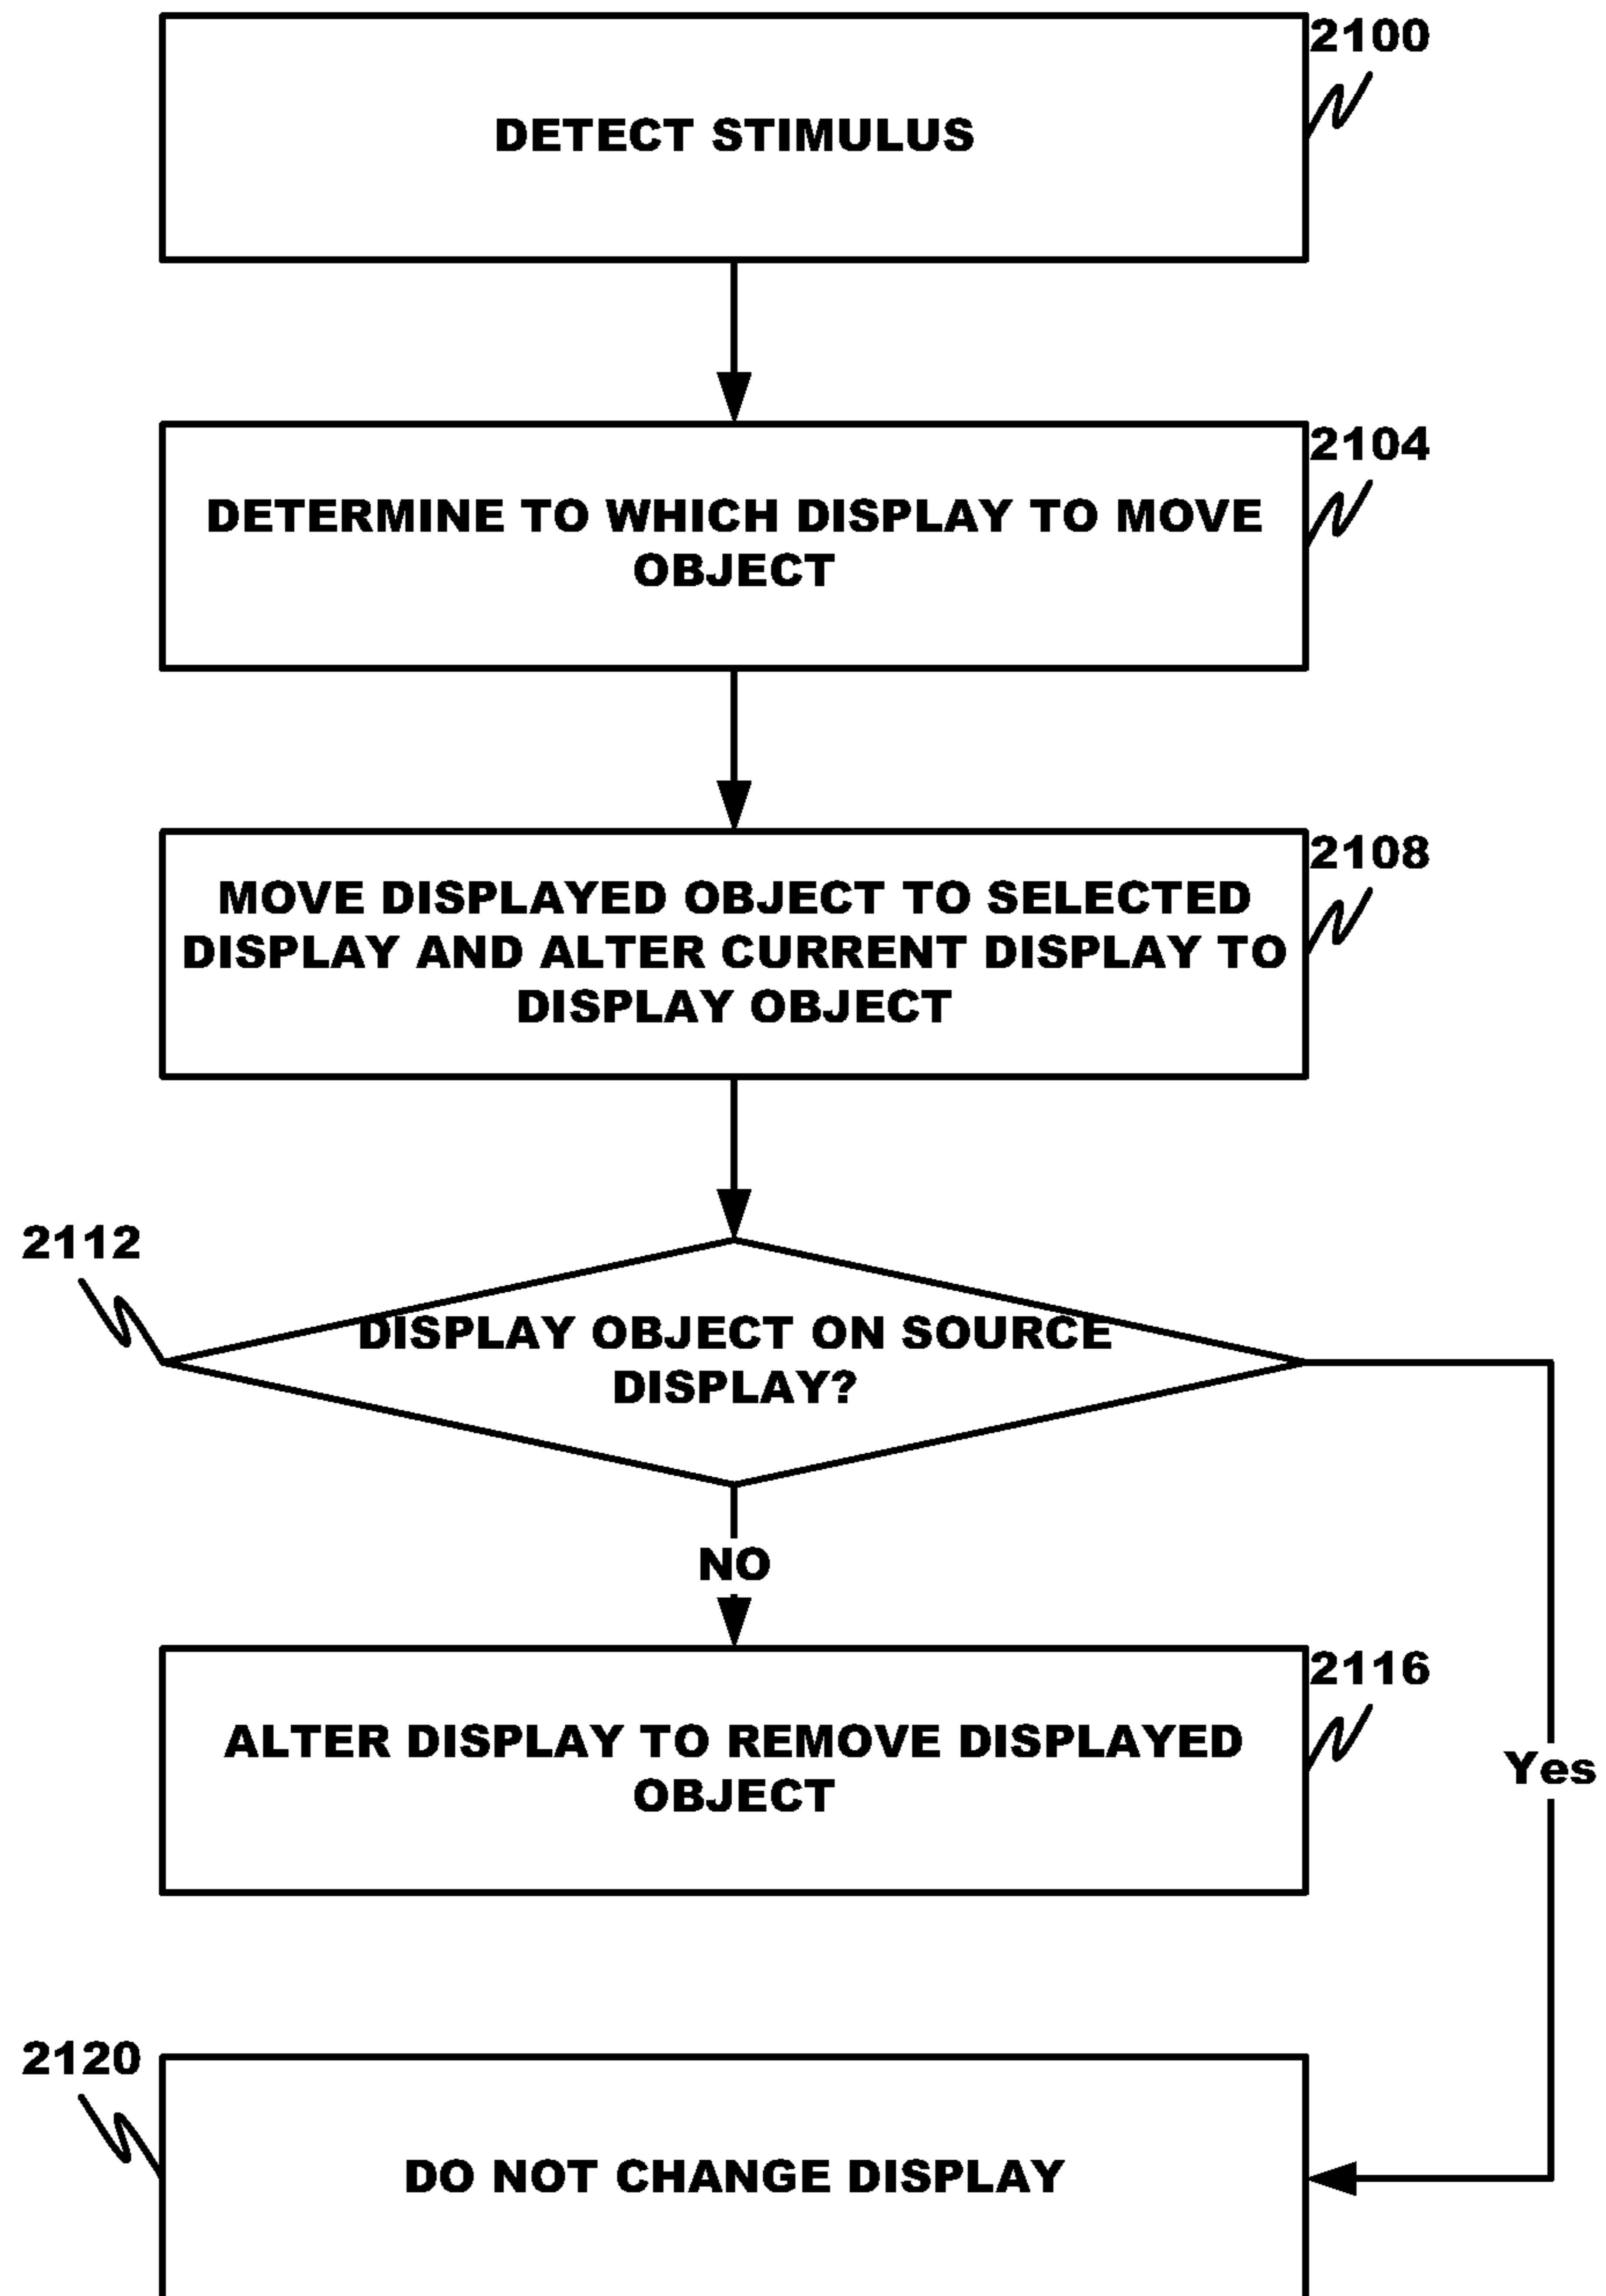 2100
DETECT STIMULUS
2104
DETERMINE TO WHICH DISPLAY TO MOVE
OBJECT
2108
MOVE DISPLAYED OBJECT TO SELECTED
DISPLAY AND ALTER CURRENT DISPLAY TO
DISPLAY OBJECT
2112
DISPLAY OBJECT ON SOURCE
DISPLAY?
NO
2116
ALTER DISPLAY TO REMOVE DISPLAYED
OBJECT
Yes
2120
DO NOT CHANGE DISPLAY